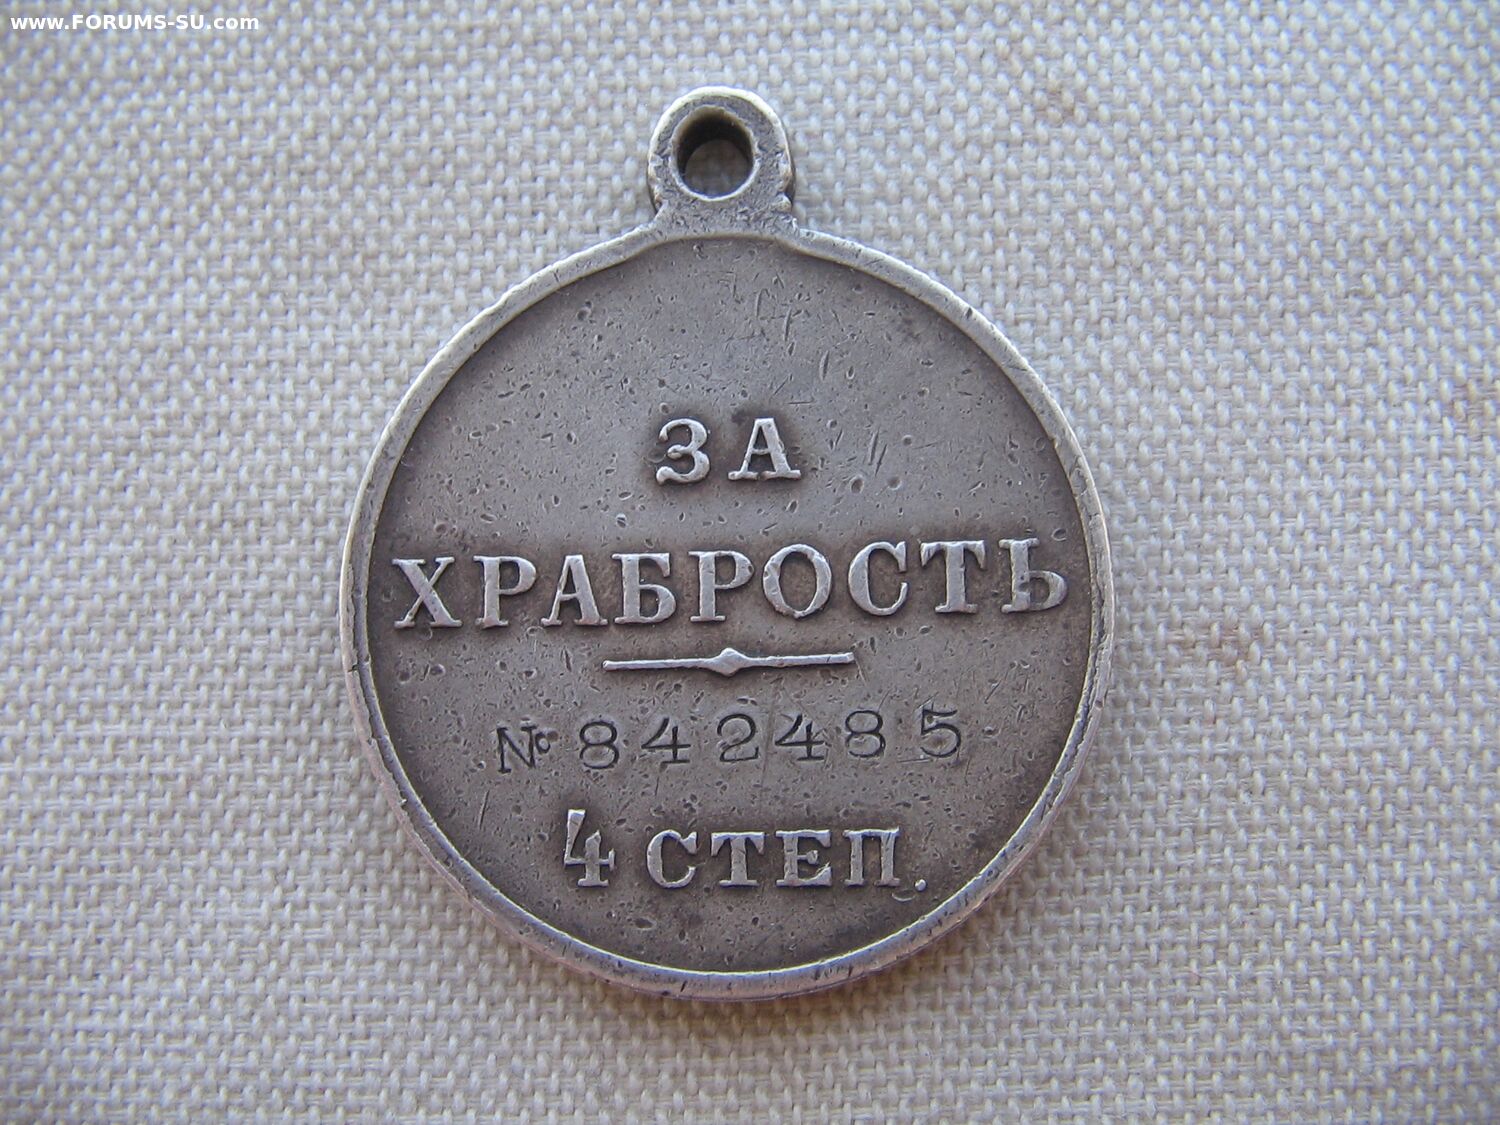 www.FORUMS-SU.com
ЗА
ХРАБРОСТЬ
№ 842485
4 СТЕП.